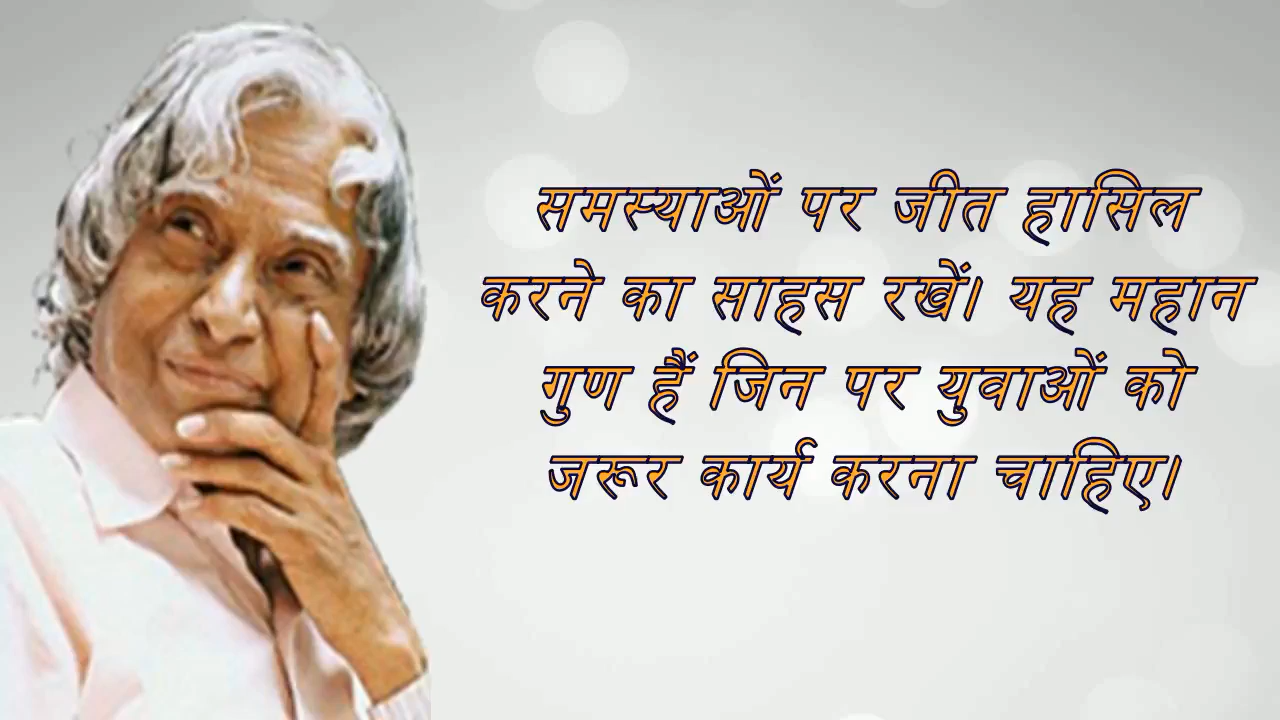 समस्याओं पर जीत हासिल
करने का साहस रखें। यह महान
गुण हैं जिन पर युवाओं को
जरूर कार्य करना चाहिए।